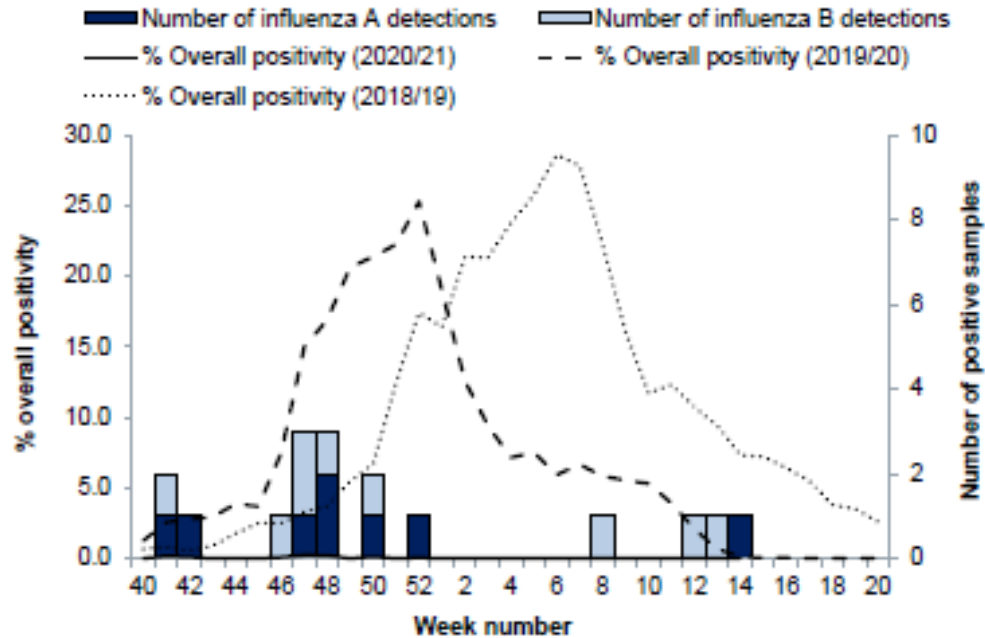 Number of influenza A detections
Number of influenza B detections
% Overall positivity (2020/21)
% Overall positivity (2019/20)
% Overall positivity (2018/19)
30.0
25.0
20.0
15.0
10.0
5.0
0.0
% overall positivity
10
8
6
4
2
0
Number of positive samples
40 42 44 46 48 50 52 2 4 6 8 10 12 14 16 18 20
Week number